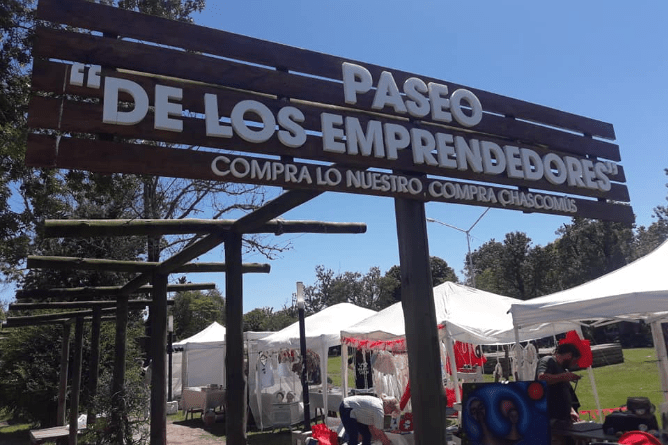 PASEO
"DE LOS EMPRENDEDORES"
COMPRA LO NUESTRO, COMPRA CHASCOMÚS